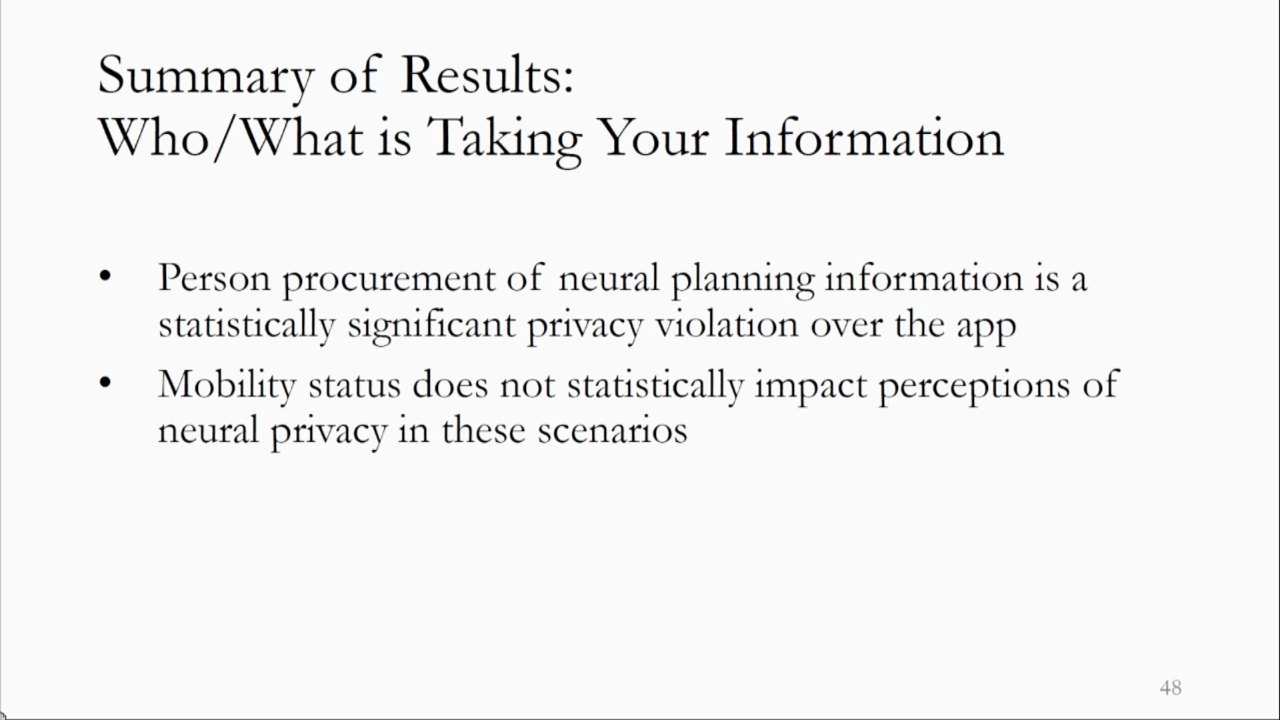 Summary of Results:
Who/What is Taking Your Information
• Person procurement of neural planning information is a
statistically significant privacy violation over the app
• Mobility status does not statistically impact perceptions of
neural privacy in these scenarios
48